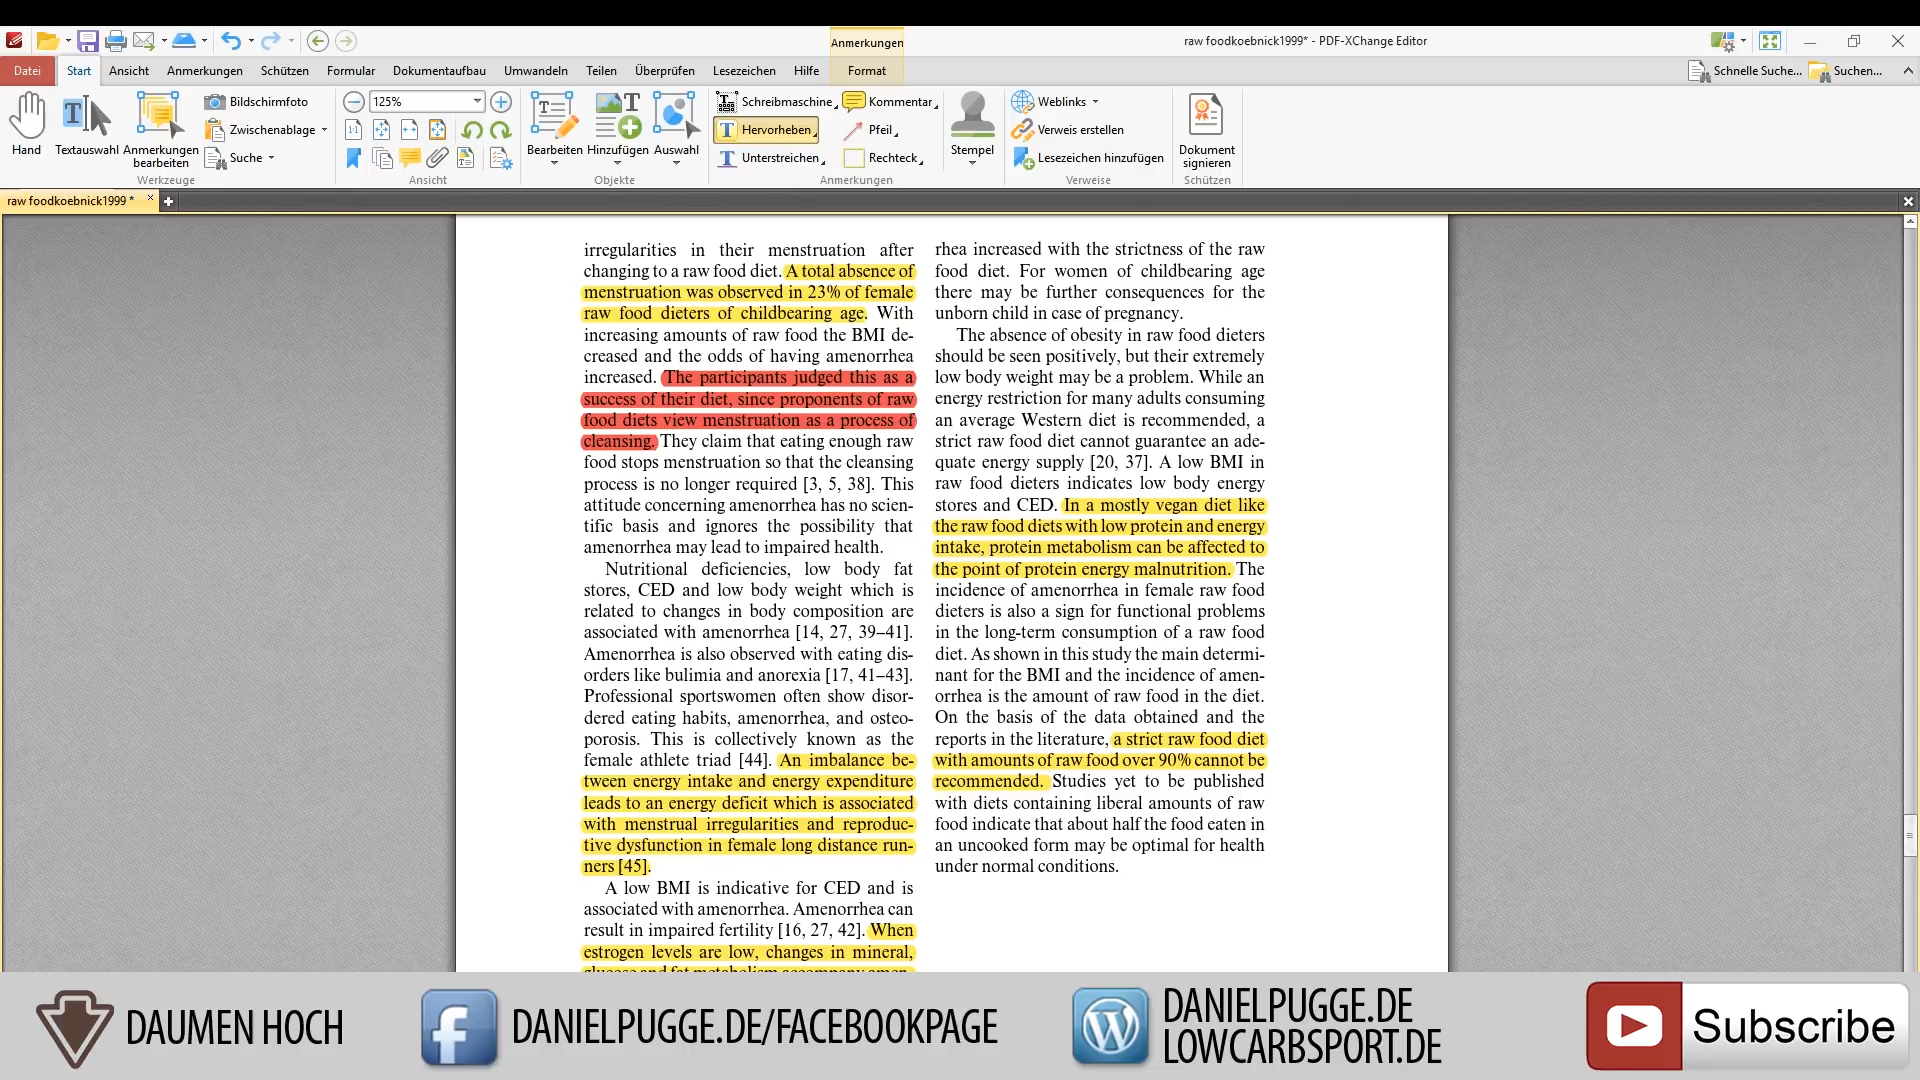 Anmerkungen
raw foodkoebnick1999* - PDF-XChange Editor
Datei Start Ansicht Anmerkungen Schützen Formular Dokumentaufbau Umwandeln Teilen Überprüfen Lesezeichen Hilfe Format
Schnelle Suche... Suchen...
Hand
Textauswahl
Anmerkungen bearbeiten
Bildschirmfoto
Zwischenablage
Suche
Werkzeuge
125%
Ansicht
Bearbeiten Hinzufügen Auswahl
Objekte
Schreibmaschine
Hervorheben
Unterstreichen
Kommentar
Pfeil
Rechteck
Anmerkungen
Stempel
Weblinks
Verweis erstellen
Lesezeichen hinzufügen
Verweise
Dokument signieren
Schützen
raw foodkoebnick1999 *
irregularities in their menstruation after
changing to a raw food diet. A total absence of
menstruation was observed in 23% of female
raw food dieters of childbearing age. With
increasing amounts of raw food the BMI de-
creased and the odds of having amenorrhea
increased. The participants judged this as a
success of their diet, since proponents of raw
food diets view menstruation as a process of
cleansing. They claim that eating enough raw
food stops menstruation so that the cleansing
process is no longer required [3, 5, 38]. This
attitude concerning amenorrhea has no scien-
tific basis and ignores the possibility that
amenorrhea may lead to impaired health.
Nutritional deficiencies, low body fat
stores, CED and low body weight which is
related to changes in body composition are
associated with amenorrhea [14, 27, 39–41].
Amenorrhea is also observed with eating dis-
orders like bulimia and anorexia [17, 41–43].
Professional sportswomen often show disor-
dered eating habits, amenorrhea, and osteo-
porosis. This is collectively known as the
female athlete triad [44]. An imbalance be-
tween energy intake and energy expenditure
leads to an energy deficit which is associated
with menstrual irregularities and reproduc-
tive dysfunction in female long distance run-
ners [45].
A low BMI is indicative for CED and is
associated with amenorrhea. Amenorrhea can
result in impaired fertility [16, 27, 42]. When
estrogen levels are low, changes in mineral,
glucose and fat metabolism accompany amen-
rhea increased with the strictness of the raw
food diet. For women of childbearing age
there may be further consequences for the
unborn child in case of pregnancy.
The absence of obesity in raw food dieters
should be seen positively, but their extremely
low body weight may be a problem. While an
energy restriction for many adults consuming
an average Western diet is recommended, a
strict raw food diet cannot guarantee an ade-
quate energy supply [20, 37]. A low BMI in
raw food dieters indicates low body energy
stores and CED. In a mostly vegan diet like
the raw food diets with low protein and energy
intake, protein metabolism can be affected to
the point of protein energy malnutrition. The
incidence of amenorrhea in female raw food
dieters is also a sign for functional problems
in the long-term consumption of a raw food
diet. As shown in this study the main determi-
nant for the BMI and the incidence of amen-
orrhea is the amount of raw food in the diet.
On the basis of the data obtained and the
reports in the literature, a strict raw food diet
with amounts of raw food over 90% cannot be
recommended. Studies yet to be published
with diets containing liberal amounts of raw
food indicate that about half the food eaten in
an uncooked form may be optimal for health
under normal conditions.
DAUMEN HOCH
DANIELPUGGE.DE/FACEBOOKPAGE
DANIELPUGGE.DE
LOWCARBSPORT.DE
Subscribe